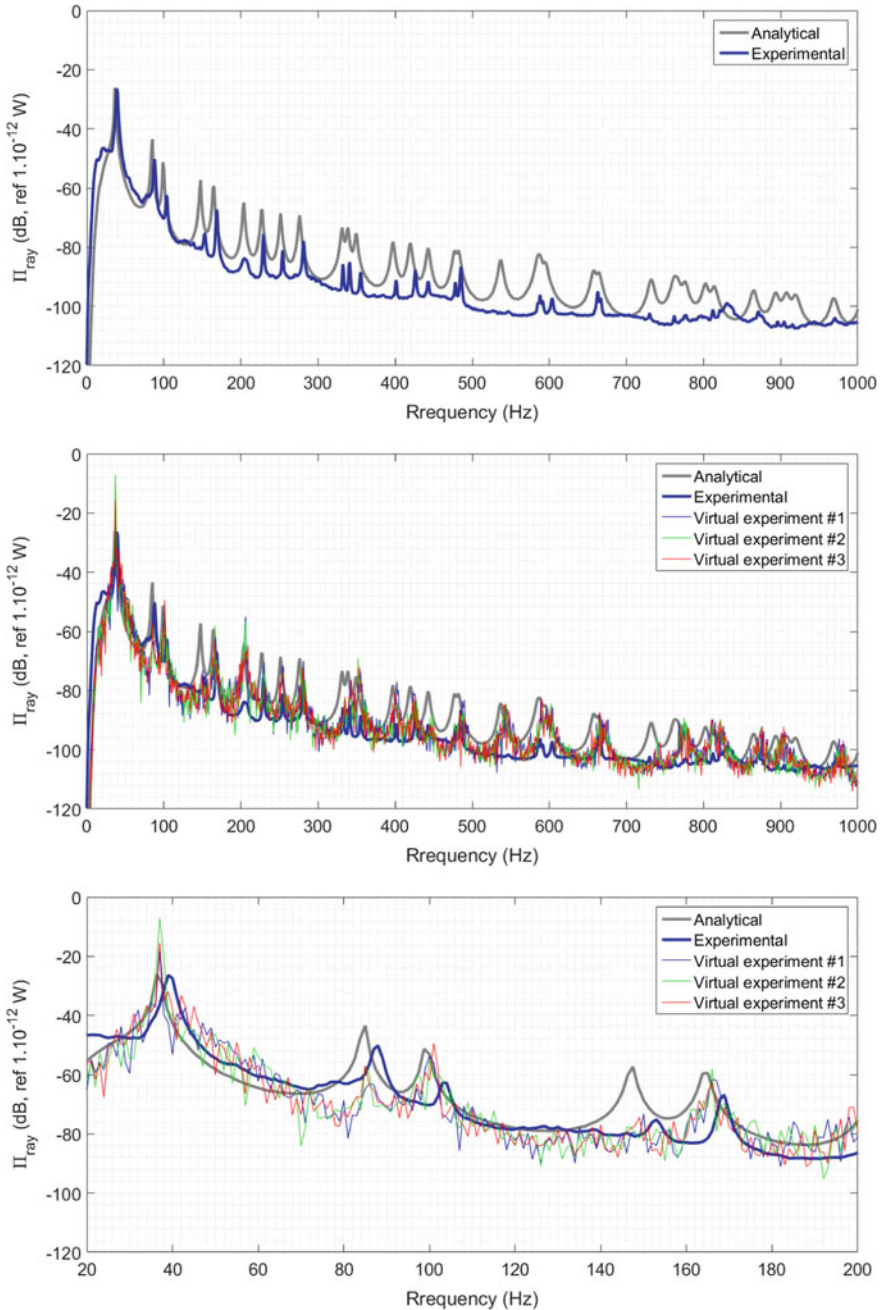 0
-20
-40
-60
-80
-100
-120
Π_ray (dB, ref 1.10^-12 W)
Analytical
Experimental
0 100 200 300 400 500 600 700 800 900 1000
Rrequency (Hz)
0
-20
-40
-60
-80
-100
-120
Π_ray (dB, ref 1.10^-12 W)
Analytical
Experimental
Virtual experiment #1
Virtual experiment #2
Virtual experiment #3
0 100 200 300 400 500 600 700 800 900 1000
Rrequency (Hz)
0
-20
-40
-60
-80
-100
-120
Π_ray (dB, ref 1.10^-12 W)
Analytical
Experimental
Virtual experiment #1
Virtual experiment #2
Virtual experiment #3
20 40 60 80 100 120 140 160 180 200
Rrequency (Hz)